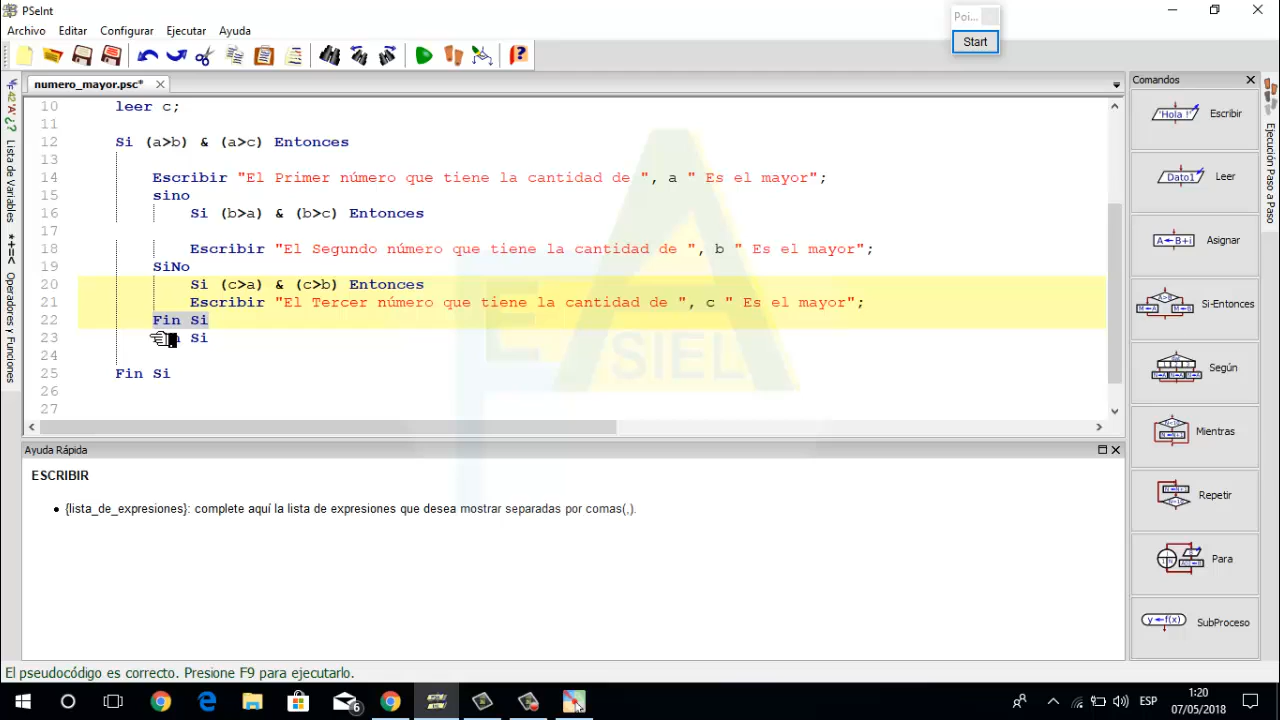 PSeInt
Poi...
Start
Archivo Editar Configurar Ejecutar Ayuda
numero_mayor.psc*
Comandos
10 leer c;
11
12 Si (a>b) & (a>c) Entonces
13
14 Escribir "El Primer número que tiene la cantidad de ", a " Es el mayor";
15 sino
16 Si (b>a) & (b>c) Entonces
17
18 Escribir "El Segundo número que tiene la cantidad de ", b " Es el mayor";
19 SiNo
20 Si (c>a) & (c>b) Entonces
21 Escribir "El Tercer número que tiene la cantidad de ", c " Es el mayor";
22 Fin Si
23 Si
24
25 Fin Si
26
27
Lista de Variables
Operadores y Funciones
Ejecución Paso a Paso
'Hola !' Escribir
Dato1 Leer
A←B+i Asignar
Si-Entonces
Según
Mientras
Repetir
Para
y←f(x) SubProceso
EA
SIEL
Ayuda Rápida
ESCRIBIR
{lista_de_expresiones}: complete aquí la lista de expresiones que desea mostrar separadas por comas(,).
El pseudocódigo es correcto. Presione F9 para ejecutarlo.
6
ESP
1:20
07/05/2018